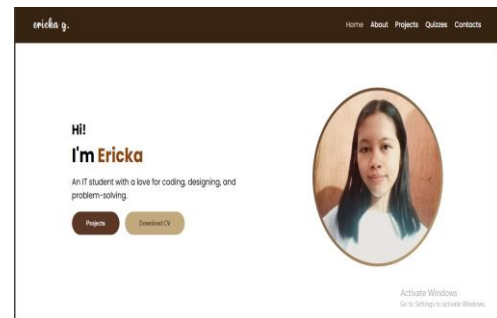 ericka g.
Home About Projects Quizzes Contacts
Hi!
I'm Ericka
An IT student with a love for coding, designing, and
problem-solving.
Projects Download CV
Activate Windows
Go to Settings to activate Windows.